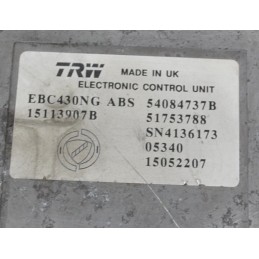 TRW MADE IN UK
ELECTRONIC CONTROL UNIT
EBC430NG ABS 54084737B
15113907B 51753788
SN4136173
05340
15052207